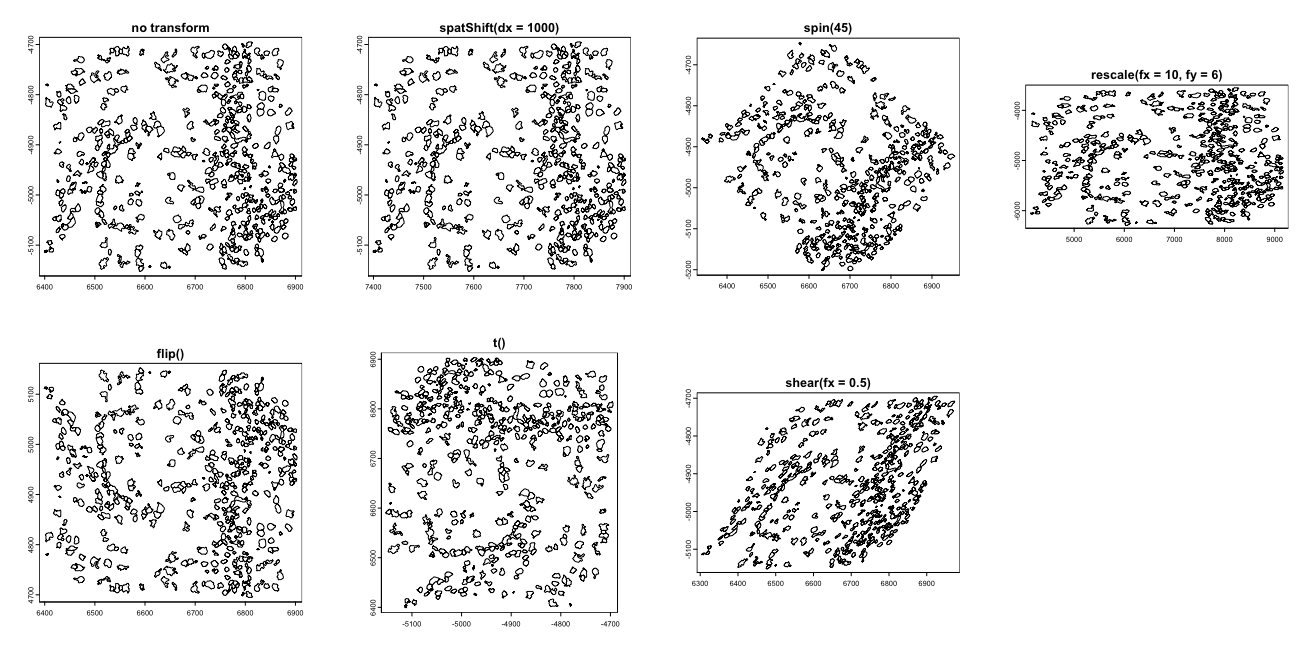 no transform
-4700
-4800
-4900
-5000
-5100
6400 6500 6600 6700 6800 6900
spatShift(dx = 1000)
-4700
-4800
-4900
-5000
-5100
7400 7500 7600 7700 7800 7900
spin(45)
-4700
-4800
-4900
-5000
-5100
-5200
6400 6500 6600 6700 6800 6900
rescale(fx = 10, fy = 6)
-4000
-5000
-6000
5000 6000 7000 8000 9000
flip()
5100
5000
4900
4800
4700
6400 6500 6600 6700 6800 6900
t()
6900
6800
6700
6600
6500
6400
-5100 -5000 -4900 -4800 -4700
shear(fx = 0.5)
-4700
-4800
-4900
-5000
-5100
6300 6400 6500 6600 6700 6800 6900